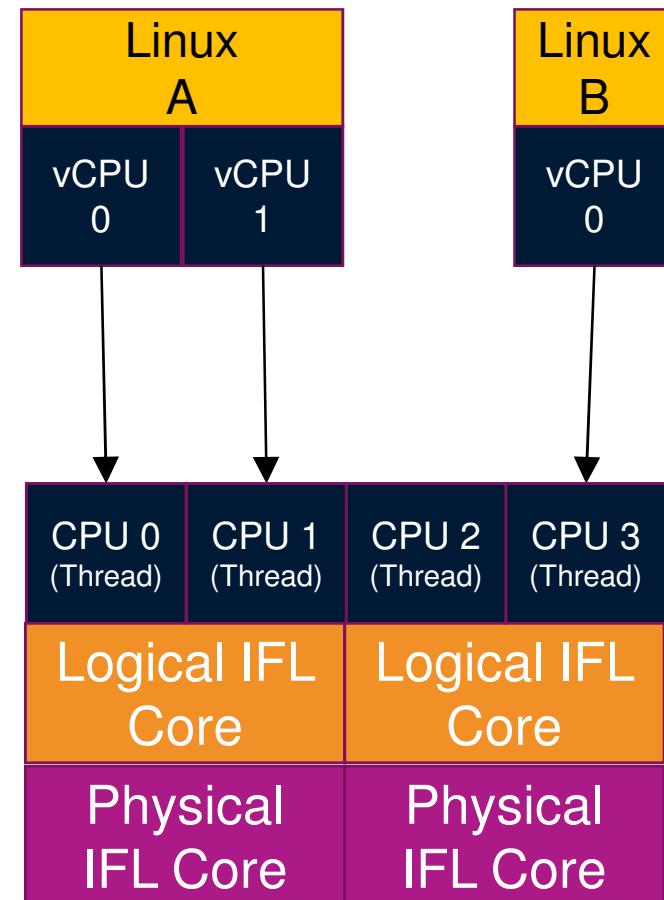 Linux
A
Linux
B
vCPU
0
vCPU
1
vCPU
0
CPU 0
(Thread)
CPU 1
(Thread)
CPU 2
(Thread)
CPU 3
(Thread)
Logical IFL
Core
Logical IFL
Core
Physical
IFL Core
Physical
IFL Core